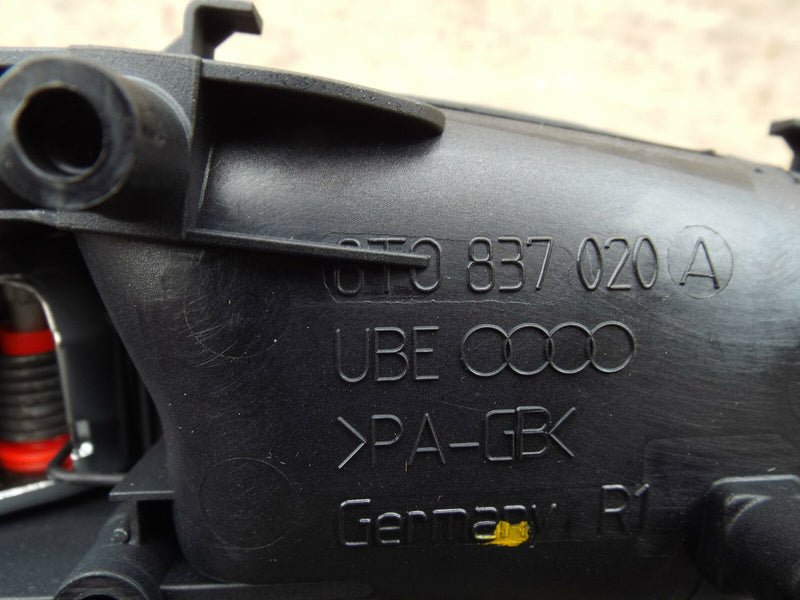 8T0 837 020 A
UBE
>PA-GB<
Germany R1